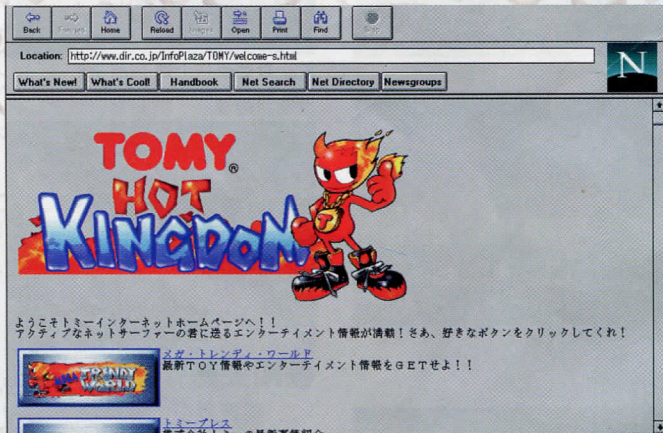 Back Forward Home Reload Images Open Print Find Stop
Location: http://www.dir.co.jp/InfoPlaza/TOMY/welcome-s.html
What's New! What's Cool! Handbook Net Search Net Directory Newsgroups
N
TOMY®
HOT
KINGDOM
T
ようこそトミーインターネットホームページへ！！
アクティブなネットサーファーの君に送るエンターテイメント情報が満載！さあ、好きなボタンをクリックしてくれ！
メガ・トレンディ・ワールド
最新TOY情報やエンターテイメント情報をGETせよ！！
MEGA TRENDY
WORLD
トミープレス